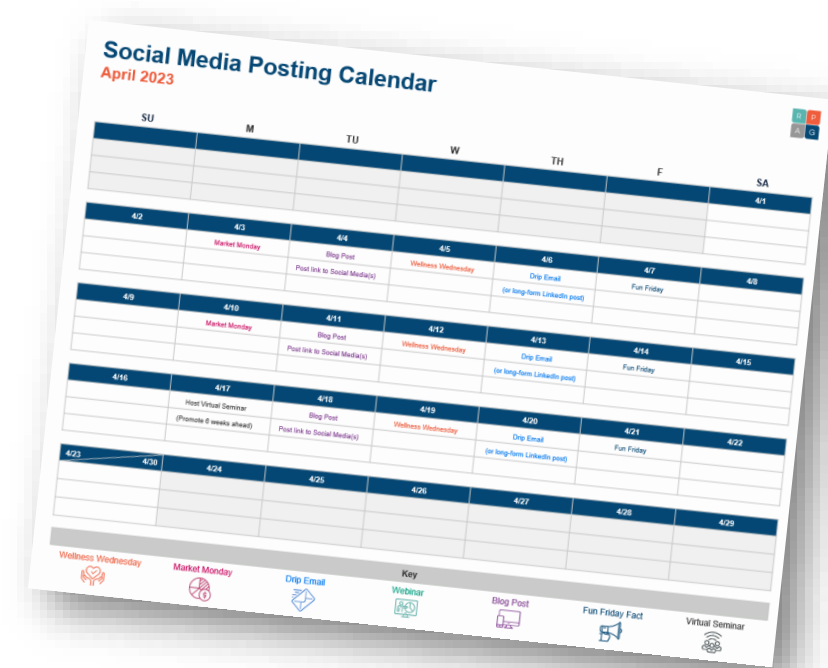 Social Media Posting Calendar
April 2023
R P
A G
SU M TU W TH F SA
4/1
4/2 4/3 4/4 4/5 4/6 4/7 4/8
Market Monday Blog Post Wellness Wednesday Drip Email Fun Friday
Post link to Social Media(s) (or long-form LinkedIn post)
4/9 4/10 4/11 4/12 4/13 4/14 4/15
Market Monday Blog Post Wellness Wednesday Drip Email Fun Friday
Post link to Social Media(s) (or long-form LinkedIn post)
4/16 4/17 4/18 4/19 4/20 4/21 4/22
Host Virtual Seminar Blog Post Wellness Wednesday Drip Email Fun Friday
(Promote 6 weeks ahead) Post link to Social Media(s) (or long-form LinkedIn post)
4/23 4/30 4/24 4/25 4/26 4/27 4/28 4/29
Key
Wellness Wednesday Market Monday Drip Email Webinar Blog Post Fun Friday Fact Virtual Seminar